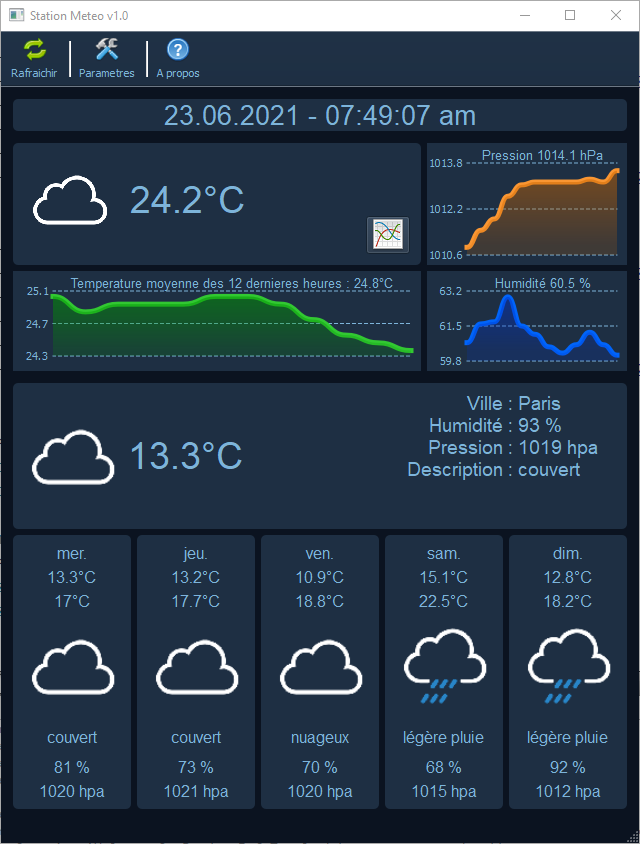 Station Meteo v1.0
Rafraichir
Parametres
A propos
23.06.2021 - 07:49:07 am
24.2°C
Pression 1014.1 hPa
1013.8
1012.2
1010.6
Temperature moyenne des 12 dernieres heures : 24.8°C
25.1
24.7
24.3
Humidité 60.5 %
63.2
61.5
59.8
13.3°C
Ville : Paris
Humidité : 93 %
Pression : 1019 hpa
Description : couvert
mer.
13.3°C
17°C
couvert
81 %
1020 hpa
jeu.
13.2°C
17.7°C
couvert
73 %
1021 hpa
ven.
10.9°C
18.8°C
nuageux
70 %
1020 hpa
sam.
15.1°C
22.5°C
légère pluie
68 %
1015 hpa
dim.
12.8°C
18.2°C
légère pluie
92 %
1012 hpa